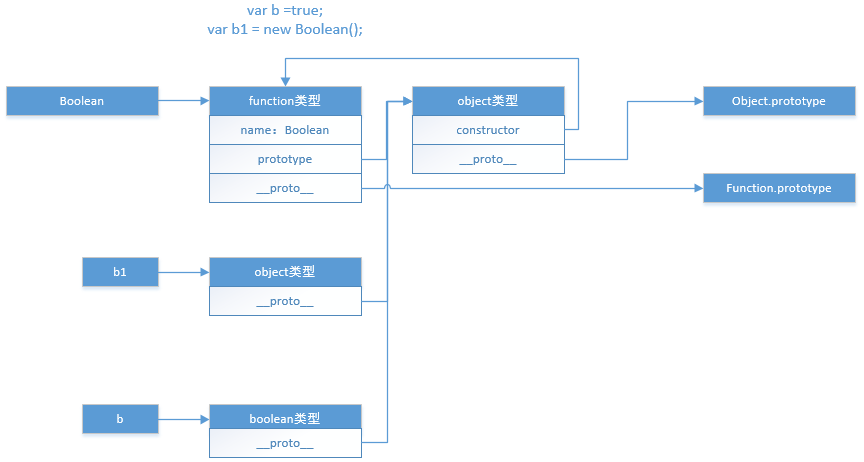 var b =true;
var b1 = new Boolean();
Boolean
function类型
object类型
Object.prototype
name：Boolean
constructor
prototype
__proto__
__proto__
Function.prototype
b1
object类型
__proto__
b
boolean类型
__proto__